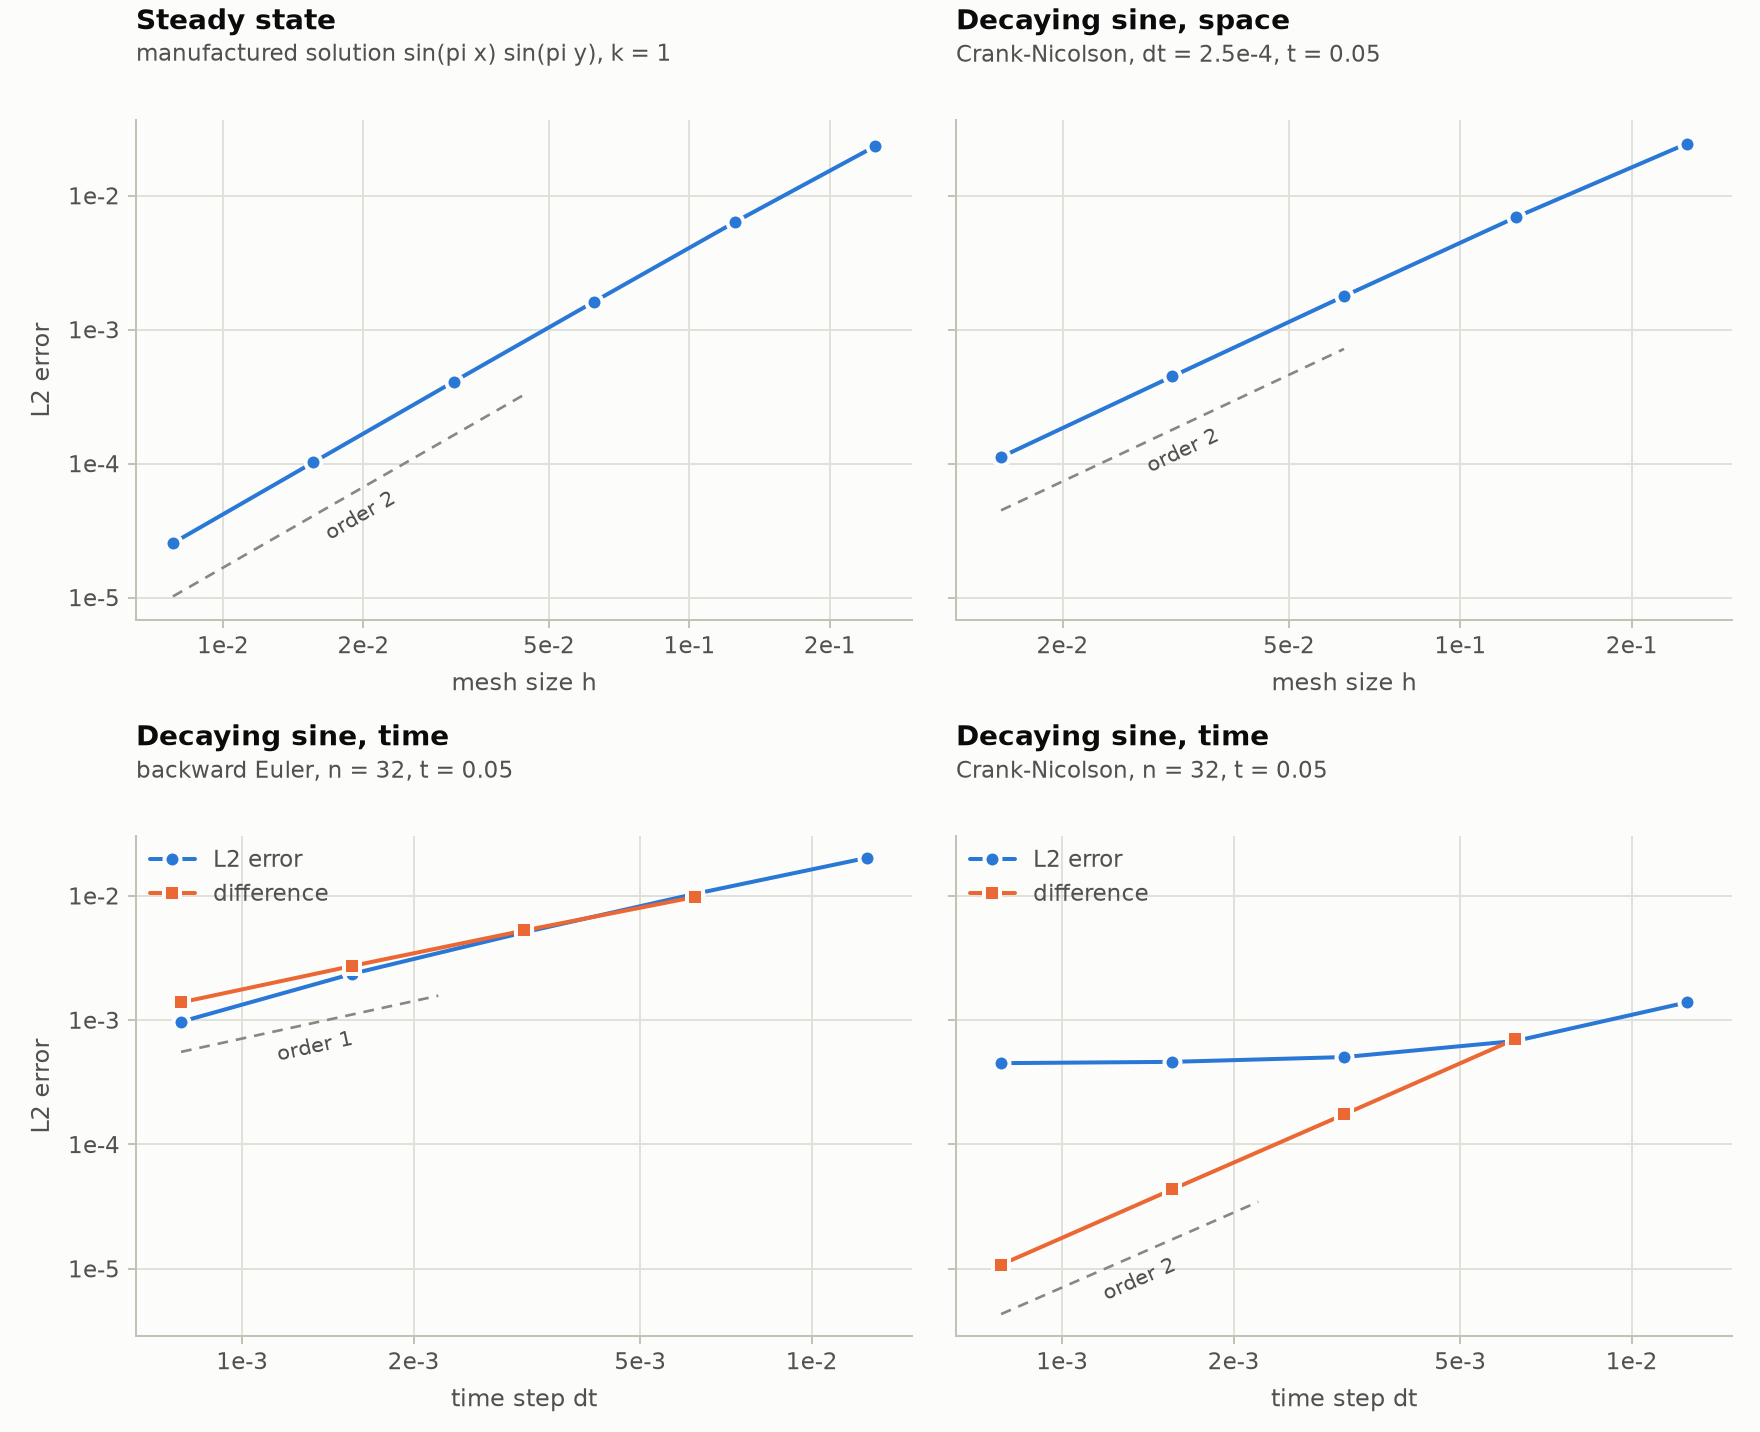 Steady state
manufactured solution sin(pi x) sin(pi y), k = 1
L2 error
1e-2
1e-3
1e-4
1e-5
order 2
1e-2 2e-2 5e-2 1e-1 2e-1
mesh size h
Decaying sine, space
Crank-Nicolson, dt = 2.5e-4, t = 0.05
order 2
2e-2 5e-2 1e-1 2e-1
mesh size h
Decaying sine, time
backward Euler, n = 32, t = 0.05
L2 error
difference
L2 error
1e-2
1e-3
1e-4
1e-5
order 1
1e-3 2e-3 5e-3 1e-2
time step dt
Decaying sine, time
Crank-Nicolson, n = 32, t = 0.05
L2 error
difference
order 2
1e-3 2e-3 5e-3 1e-2
time step dt